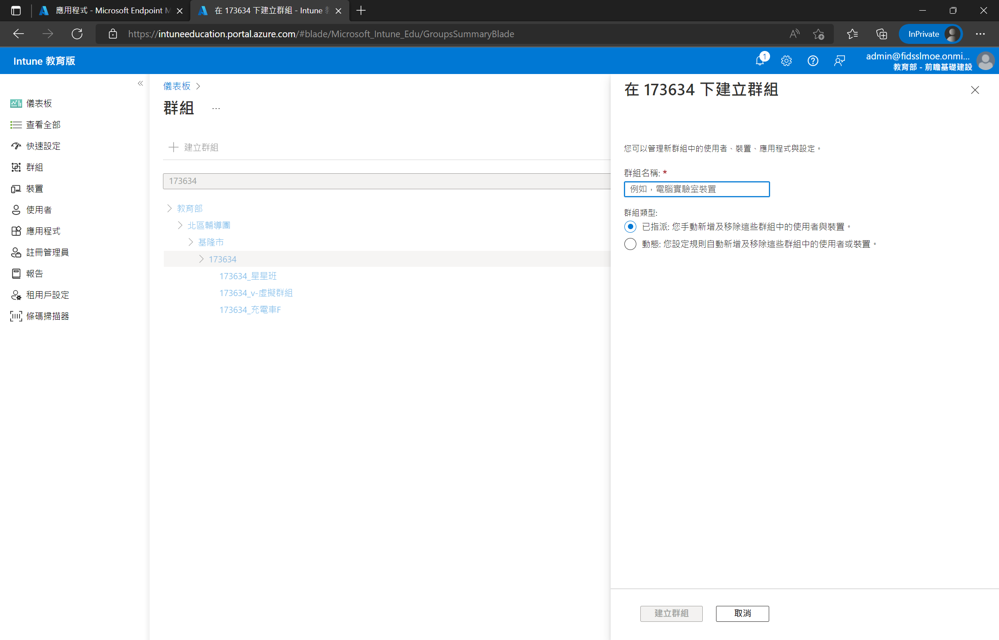 應用程式 - Microsoft Endpoint M
在 173634 下建立群組 - Intune 教
https://intuneeducation.portal.azure.com/#blade/Microsoft_Intune_Edu/GroupsSummaryBlade
InPrivate
Intune 教育版
1
admin@fidsslmoe.onmi...
教育部 - 前瞻基礎建設
儀表板
查看全部
快速設定
群組
裝置
使用者
應用程式
註冊管理員
報告
租用戶設定
條碼掃描器
儀表板
群組
...
建立群組
173634
教育部
北區輔導團
基隆市
173634
173634_星星班
173634_v-虛擬群組
173634_充電車F
在 173634 下建立群組
您可以管理新群組中的使用者、裝置、應用程式與設定。
群組名稱: *
例如，電腦實驗室裝置
群組類型:
已指派: 您手動新增及移除這些群組中的使用者與裝置。
動態: 您設定規則自動新增及移除這些群組中的使用者或裝置。
建立群組
取消